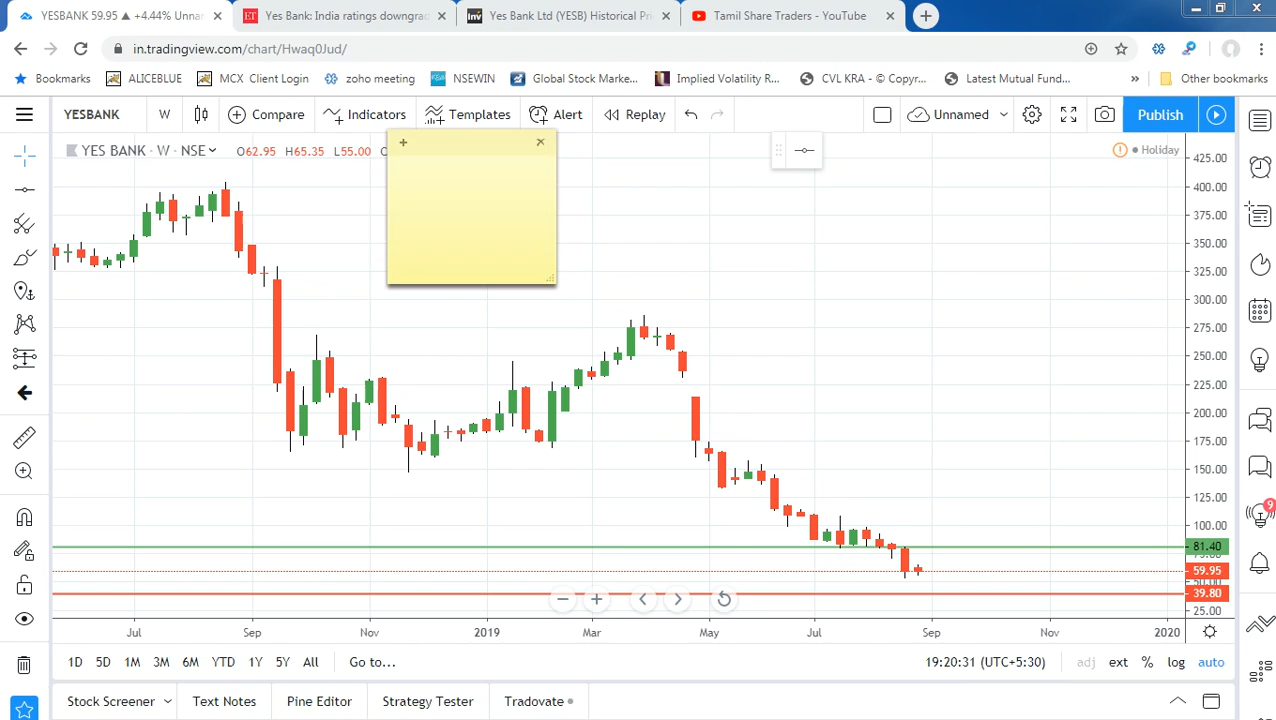 YESBANK 59.95 ▲ +4.44% Unnar
Yes Bank: India ratings downgrad
Yes Bank Ltd (YESB) Historical Pri
Tamil Share Traders - YouTube
in.tradingview.com/chart/Hwaq0Jud/
Bookmarks
ALICEBLUE
MCX Client Login
zoho meeting
NSEWIN
Global Stock Marke...
Implied Volatility R...
CVL KRA - © Copyr...
Latest Mutual Fund...
»
Other bookmarks
YESBANK
W
Compare
Indicators
Templates
Alert
Replay
Unnamed
Publish
YES BANK · W · NSE
O62.95 H65.35 L55.00
Holiday
425.00
400.00
375.00
350.00
325.00
300.00
275.00
250.00
225.00
200.00
175.00
150.00
125.00
100.00
81.40
59.95
39.80
25.00
Jul Sep Nov 2019 Mar May Jul Sep Nov 2020
9
1D 5D 1M 3M 6M YTD 1Y 5Y All
Go to...
19:20:31 (UTC+5:30)
adj ext % log auto
Stock Screener
Text Notes
Pine Editor
Strategy Tester
Tradovate